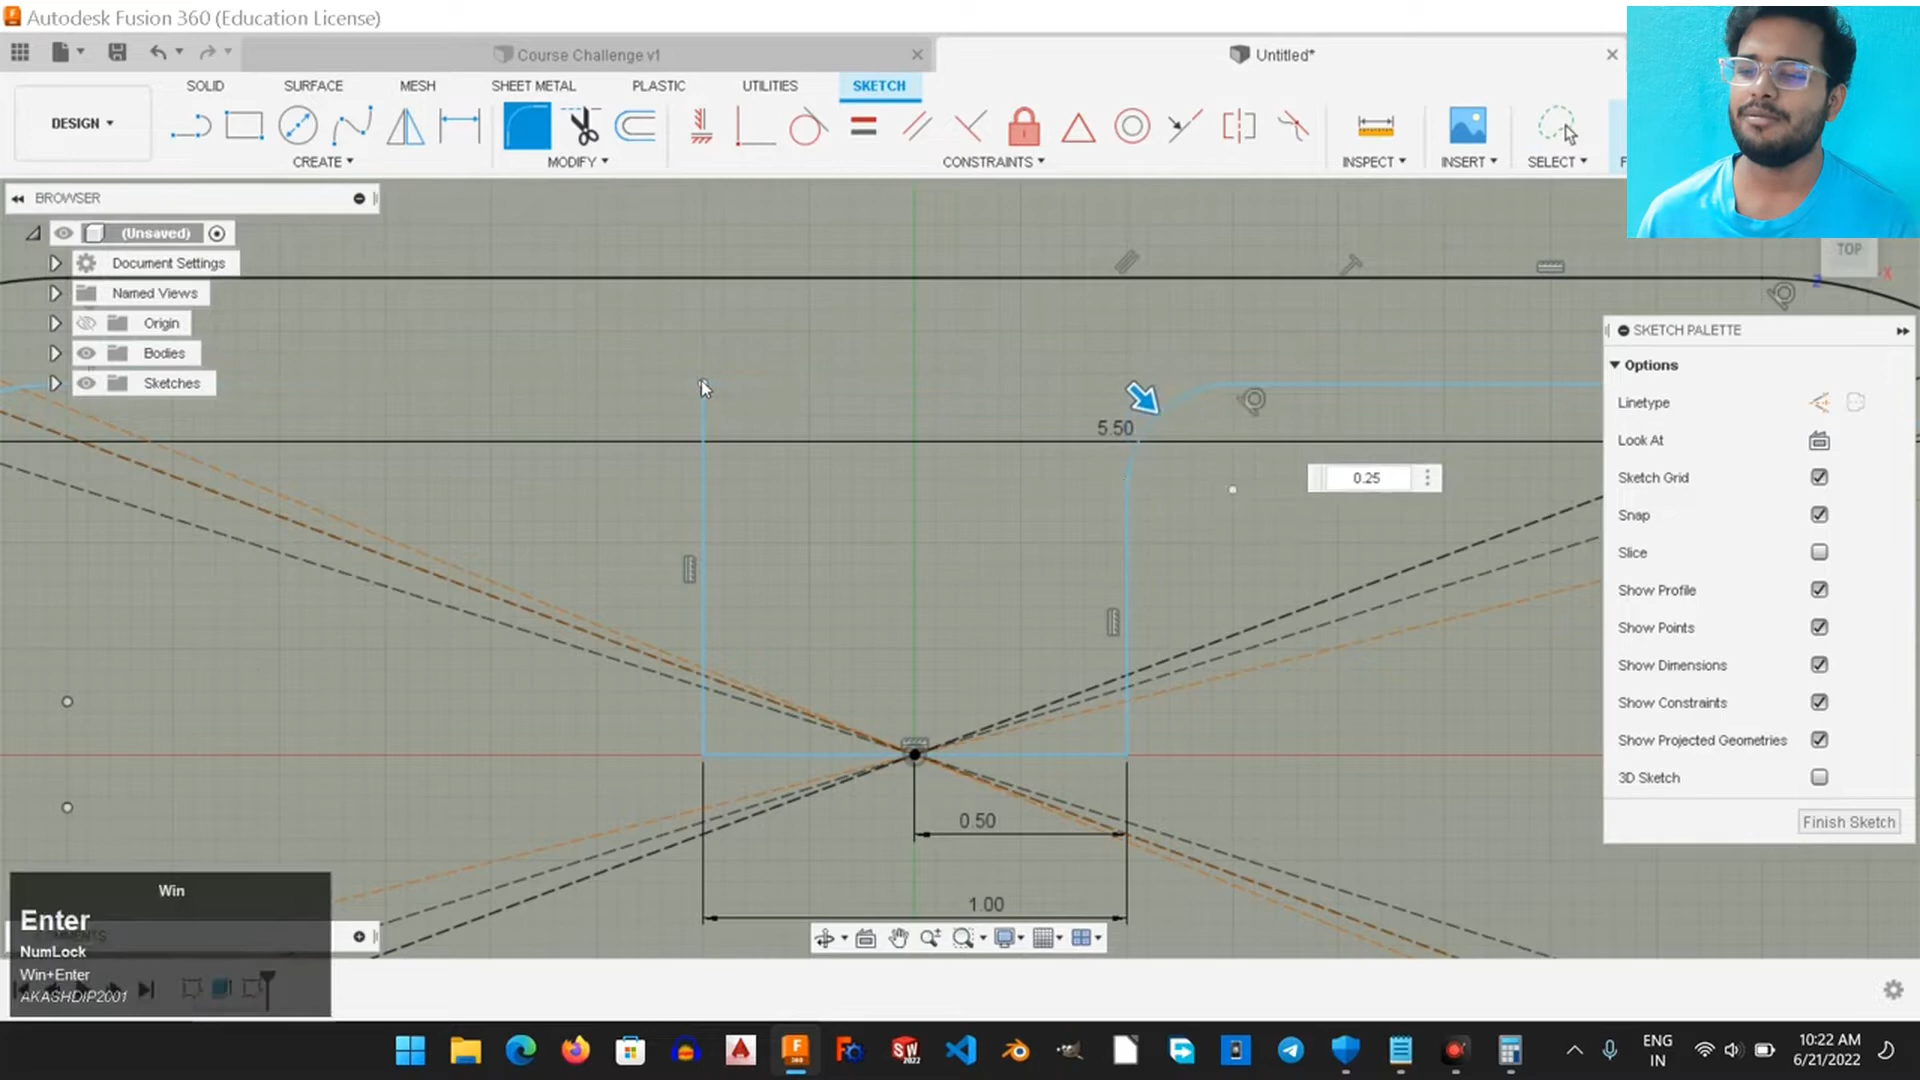 Autodesk Fusion 360 (Education License)
Course Challenge v1
Untitled*
SOLID
SURFACE
MESH
SHEET METAL
PLASTIC
UTILITIES
SKETCH
DESIGN
CREATE
MODIFY
CONSTRAINTS
INSPECT
INSERT
SELECT
BROWSER
(Unsaved)
Document Settings
Named Views
Origin
Bodies
Sketches
TOP
X
Z
SKETCH PALETTE
Options
Linetype
Look At
Sketch Grid
Snap
Slice
Show Profile
Show Points
Show Dimensions
Show Constraints
Show Projected Geometries
3D Sketch
Finish Sketch
5.50
0.25
0.50
1.00
Win
Enter
NumLock
Win+Enter
AKASHDIP2001
F
360
SW
2022
ENG
IN
10:22 AM
6/21/2022